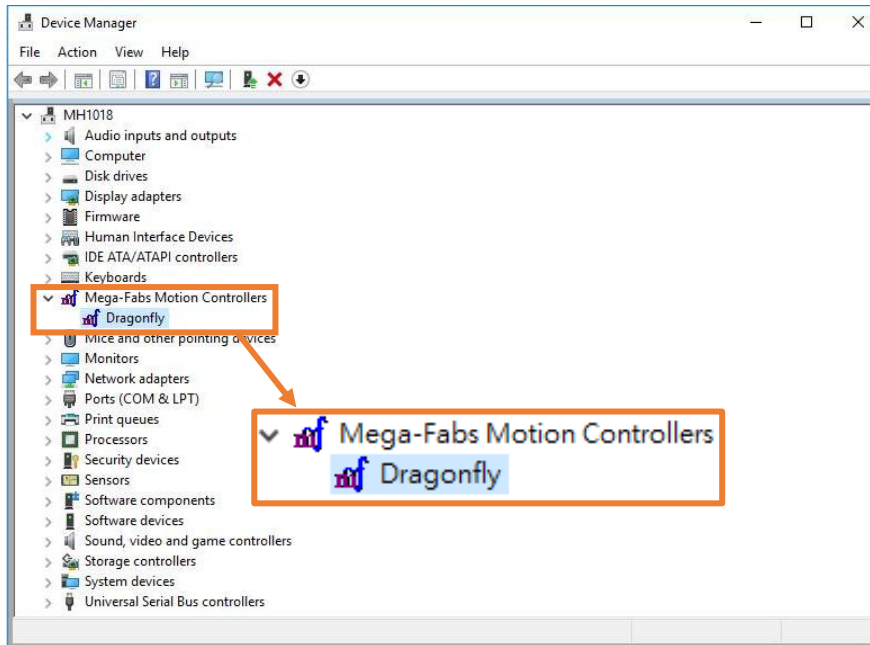 Device Manager
File Action View Help
MH1018
Audio inputs and outputs
Computer
Disk drives
Display adapters
Firmware
Human Interface Devices
IDE ATA/ATAPI controllers
Keyboards
Mega-Fabs Motion Controllers
Dragonfly
Mice and other pointing devices
Monitors
Network adapters
Ports (COM & LPT)
Print queues
Processors
Security devices
Sensors
Software components
Software devices
Sound, video and game controllers
Storage controllers
System devices
Universal Serial Bus controllers
Mega-Fabs Motion Controllers
Dragonfly